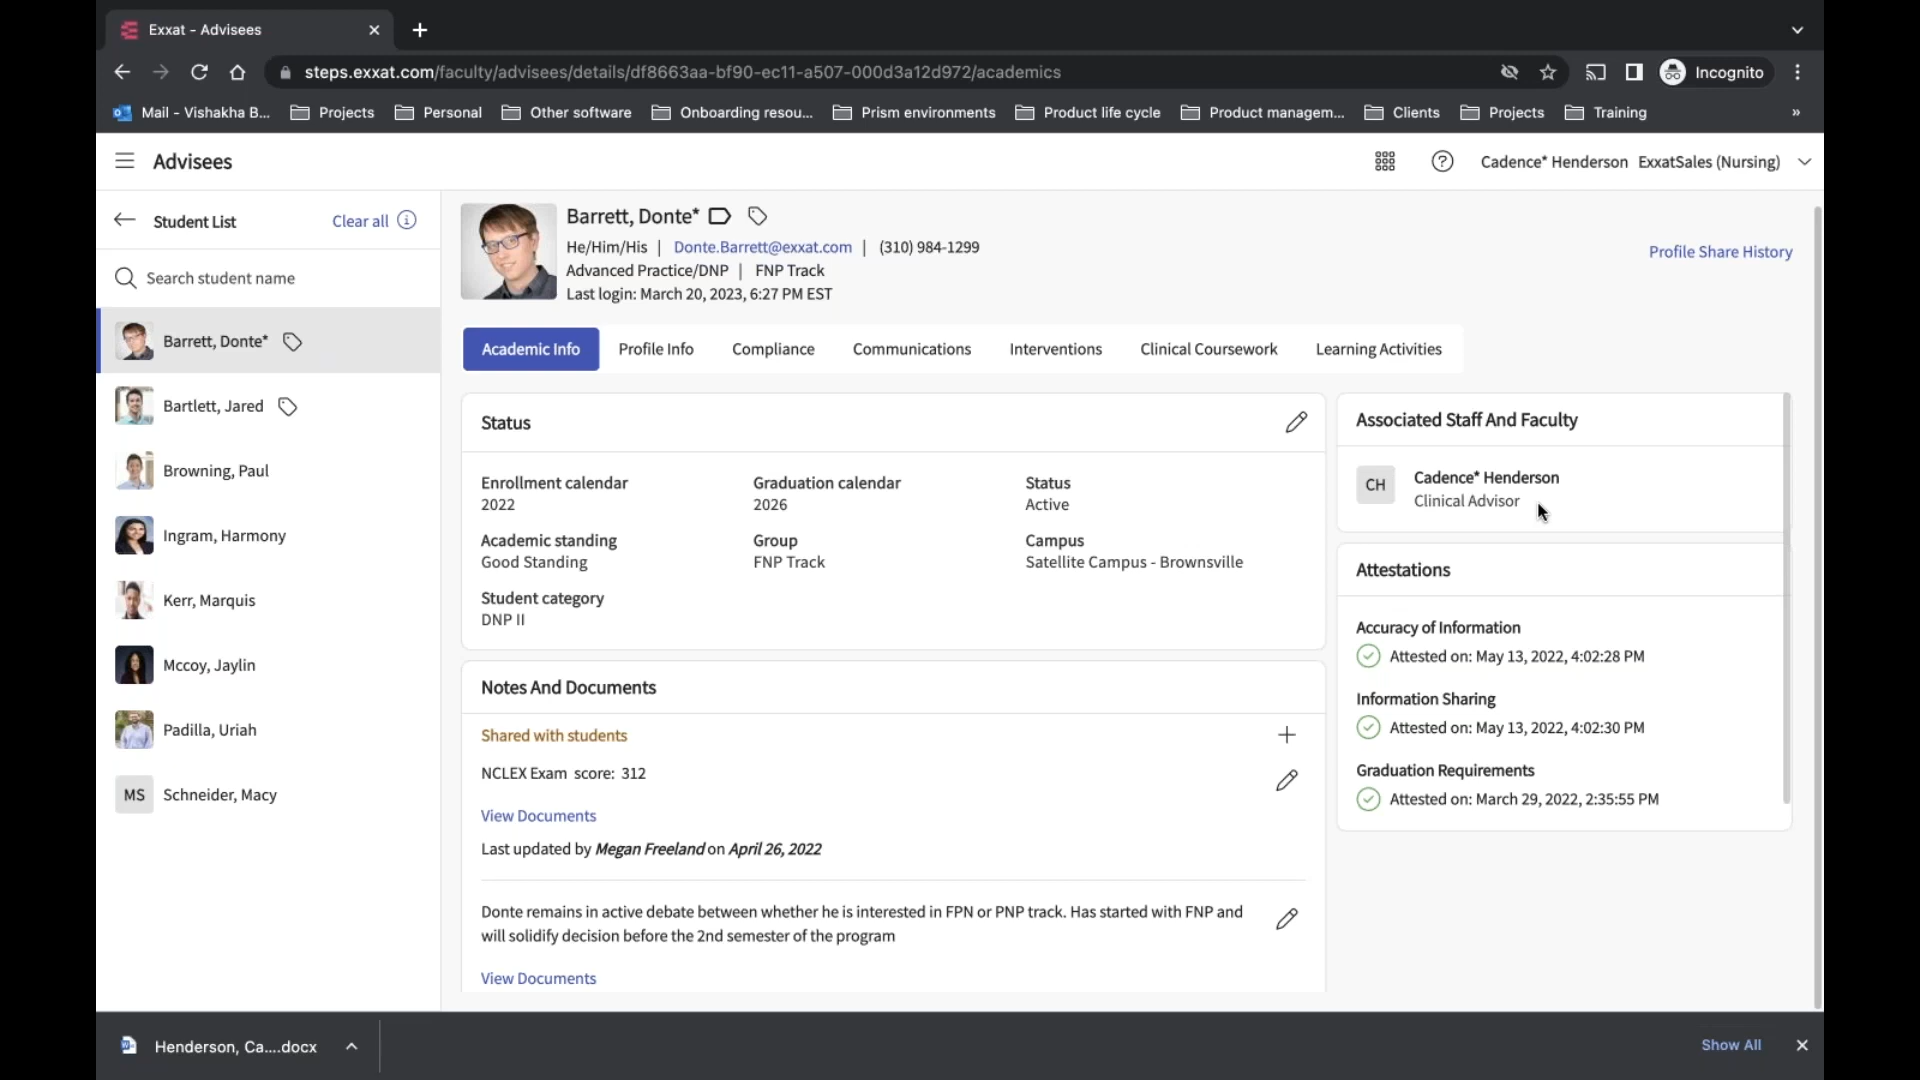 Exxat - Advisees
steps.exxat.com/faculty/advisees/details/df8663aa-bf90-ec11-a507-000d3a12d972/academics
Incognito
Mail - Vishakha B...
Projects
Personal
Other software
Onboarding resou...
Prism environments
Product life cycle
Product managem...
Clients
Projects
Training
»
Advisees
Cadence* Henderson ExxatSales (Nursing)
Student List
Clear all
Search student name
Barrett, Donte*
Bartlett, Jared
Browning, Paul
Ingram, Harmony
Kerr, Marquis
Mccoy, Jaylin
Padilla, Uriah
MS Schneider, Macy
Barrett, Donte*
He/Him/His | Donte.Barrett@exxat.com | (310) 984-1299
Advanced Practice/DNP | FNP Track
Last login: March 20, 2023, 6:27 PM EST
Profile Share History
Academic Info
Profile Info
Compliance
Communications
Interventions
Clinical Coursework
Learning Activities
Status
Enrollment calendar
2022
Graduation calendar
2026
Status
Active
Academic standing
Good Standing
Group
FNP Track
Campus
Satellite Campus - Brownsville
Student category
DNP II
Notes And Documents
Shared with students
NCLEX Exam score: 312
View Documents
Last updated by Megan Freeland on April 26, 2022
Donte remains in active debate between whether he is interested in FPN or PNP track. Has started with FNP and
will solidify decision before the 2nd semester of the program
View Documents
Associated Staff And Faculty
CH
Cadence* Henderson
Clinical Advisor
Attestations
Accuracy of Information
Attested on: May 13, 2022, 4:02:28 PM
Information Sharing
Attested on: May 13, 2022, 4:02:30 PM
Graduation Requirements
Attested on: March 29, 2022, 2:35:55 PM
Henderson, Ca....docx
Show All